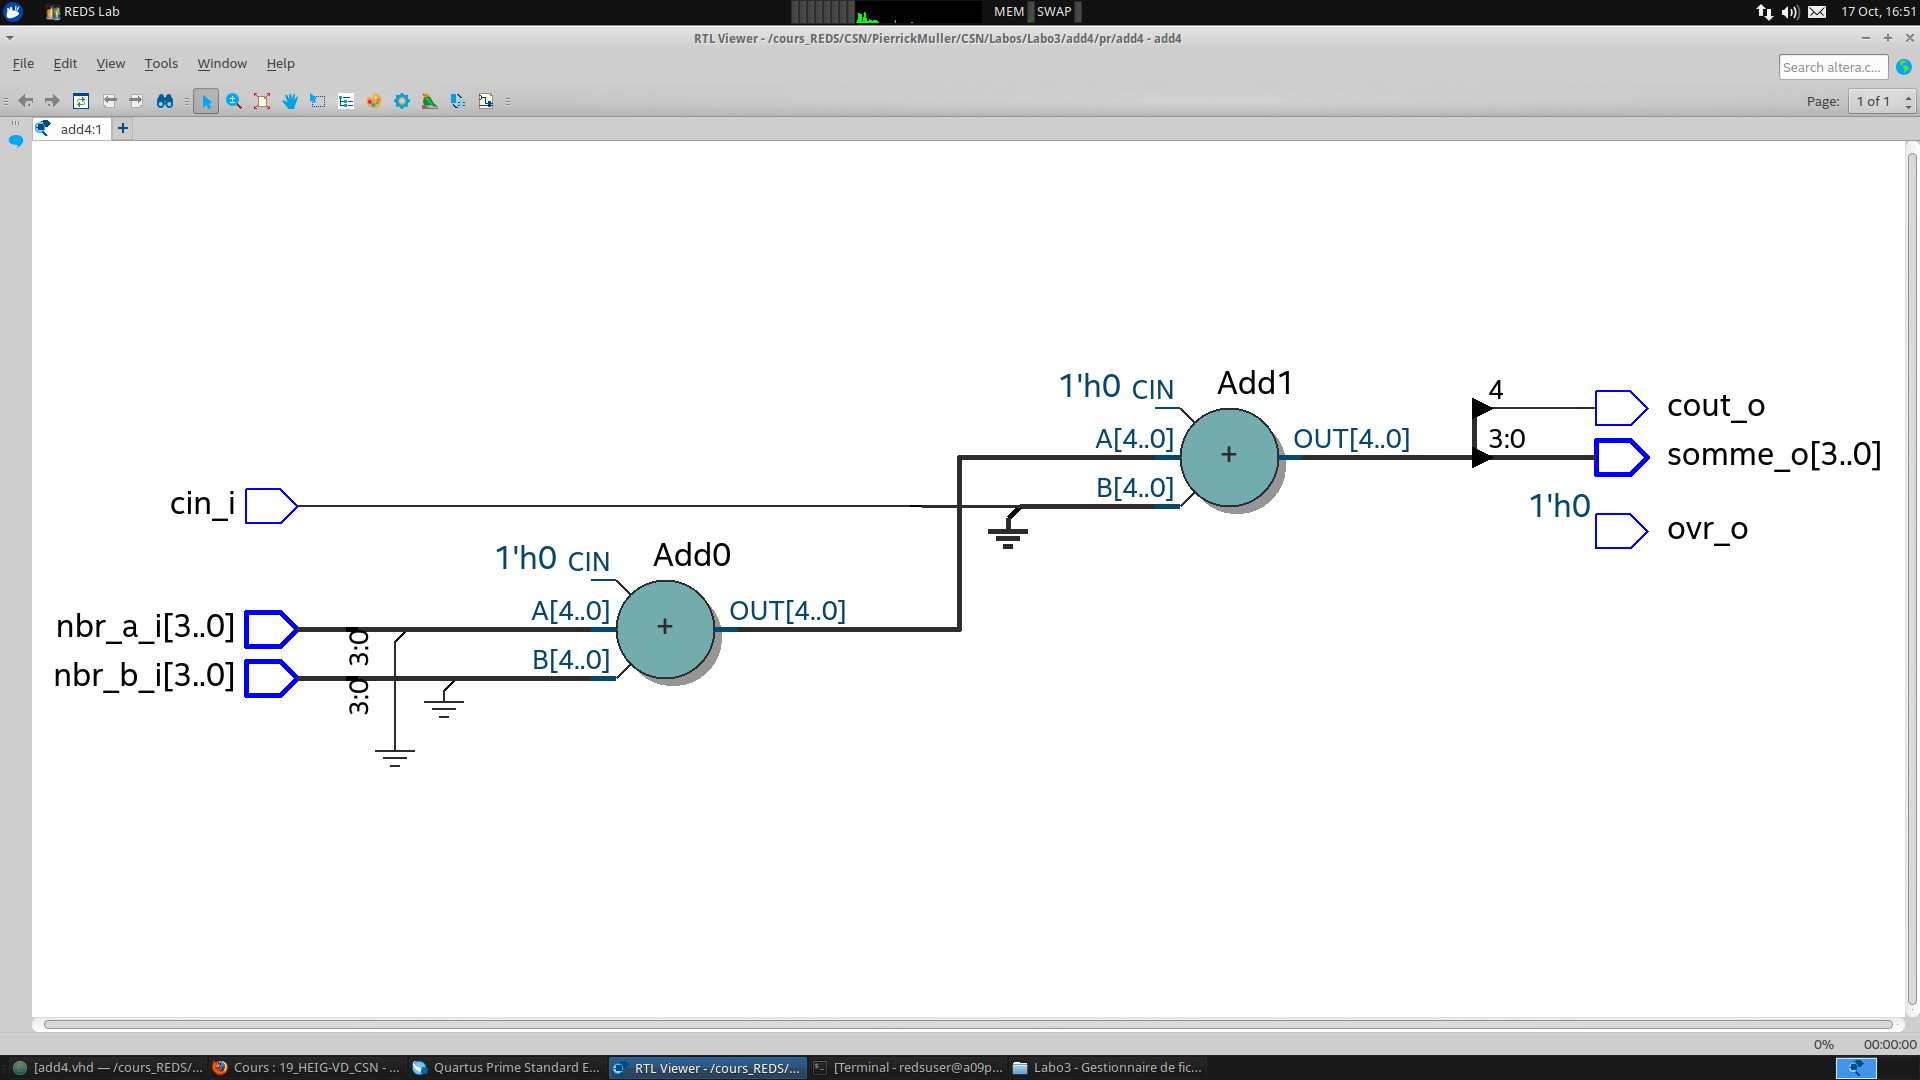 REDS Lab
MEM SWAP
17 Oct, 16:51
RTL Viewer - /cours_REDS/CSN/PierrickMuller/CSN/Labos/Labo3/add4/pr/add4 - add4
File Edit View Tools Window Help
Search altera.c...
Page: 1 of 1
add4:1
1'h0 CIN
Add1
A[4..0]
B[4..0]
+
OUT[4..0]
4
3:0
cout_o
somme_o[3..0]
1'h0
ovr_o
cin_i
1'h0 CIN
Add0
nbr_a_i[3..0]
3:0
A[4..0]
+
OUT[4..0]
nbr_b_i[3..0]
3:0
B[4..0]
0% 00:00:00
[add4.vhd — /cours_REDS/...
Cours : 19_HEIG-VD_CSN - ...
Quartus Prime Standard E...
RTL Viewer - /cours_REDS/...
[Terminal - redsuser@a09p...
Labo3 - Gestionnaire de fic...